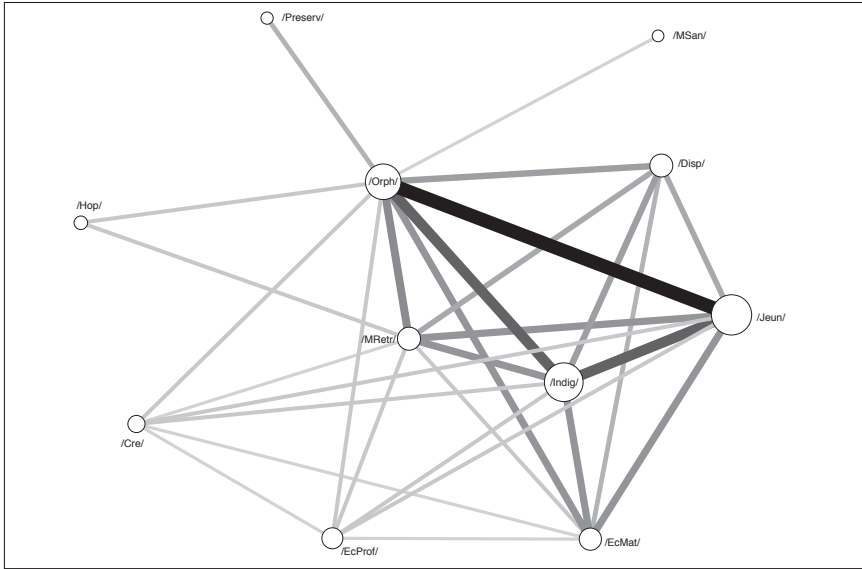 /Preserv/
/MSan/
/Disp/
/Orph/
/Hop/
/Jeun/
/MRetr/
/Indig/
/Cre/
/EcProf/
/EcMat/